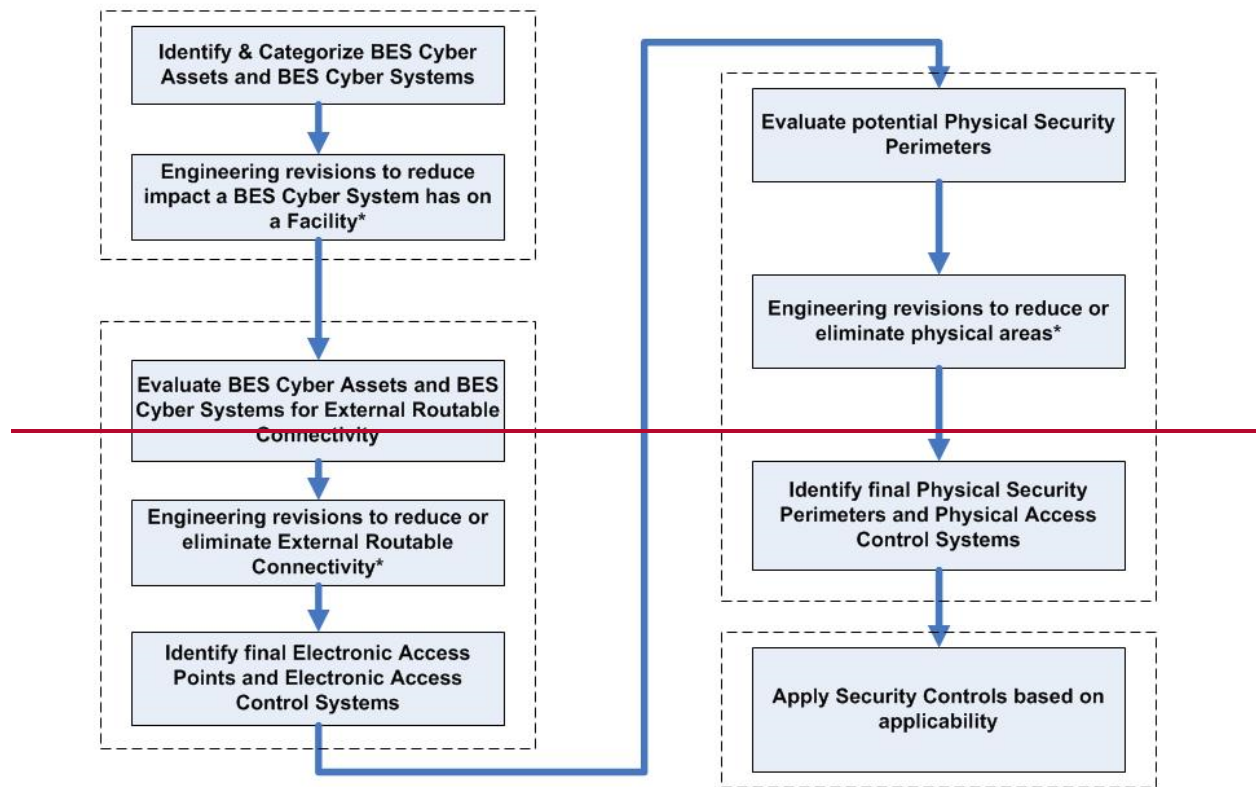 Identify & Categorize BES Cyber
Assets and BES Cyber Systems
Engineering revisions to reduce
impact a BES Cyber System has on
a Facility*
Evaluate BES Cyber Assets and BES
Cyber Systems for External Routable
Connectivity
Engineering revisions to reduce or
eliminate External Routable
Connectivity*
Identify final Electronic Access
Points and Electronic Access
Control Systems
Evaluate potential Physical Security
Perimeters
Engineering revisions to reduce or
eliminate physical areas*
Identify final Physical Security
Perimeters and Physical Access
Control Systems
Apply Security Controls based on
applicability